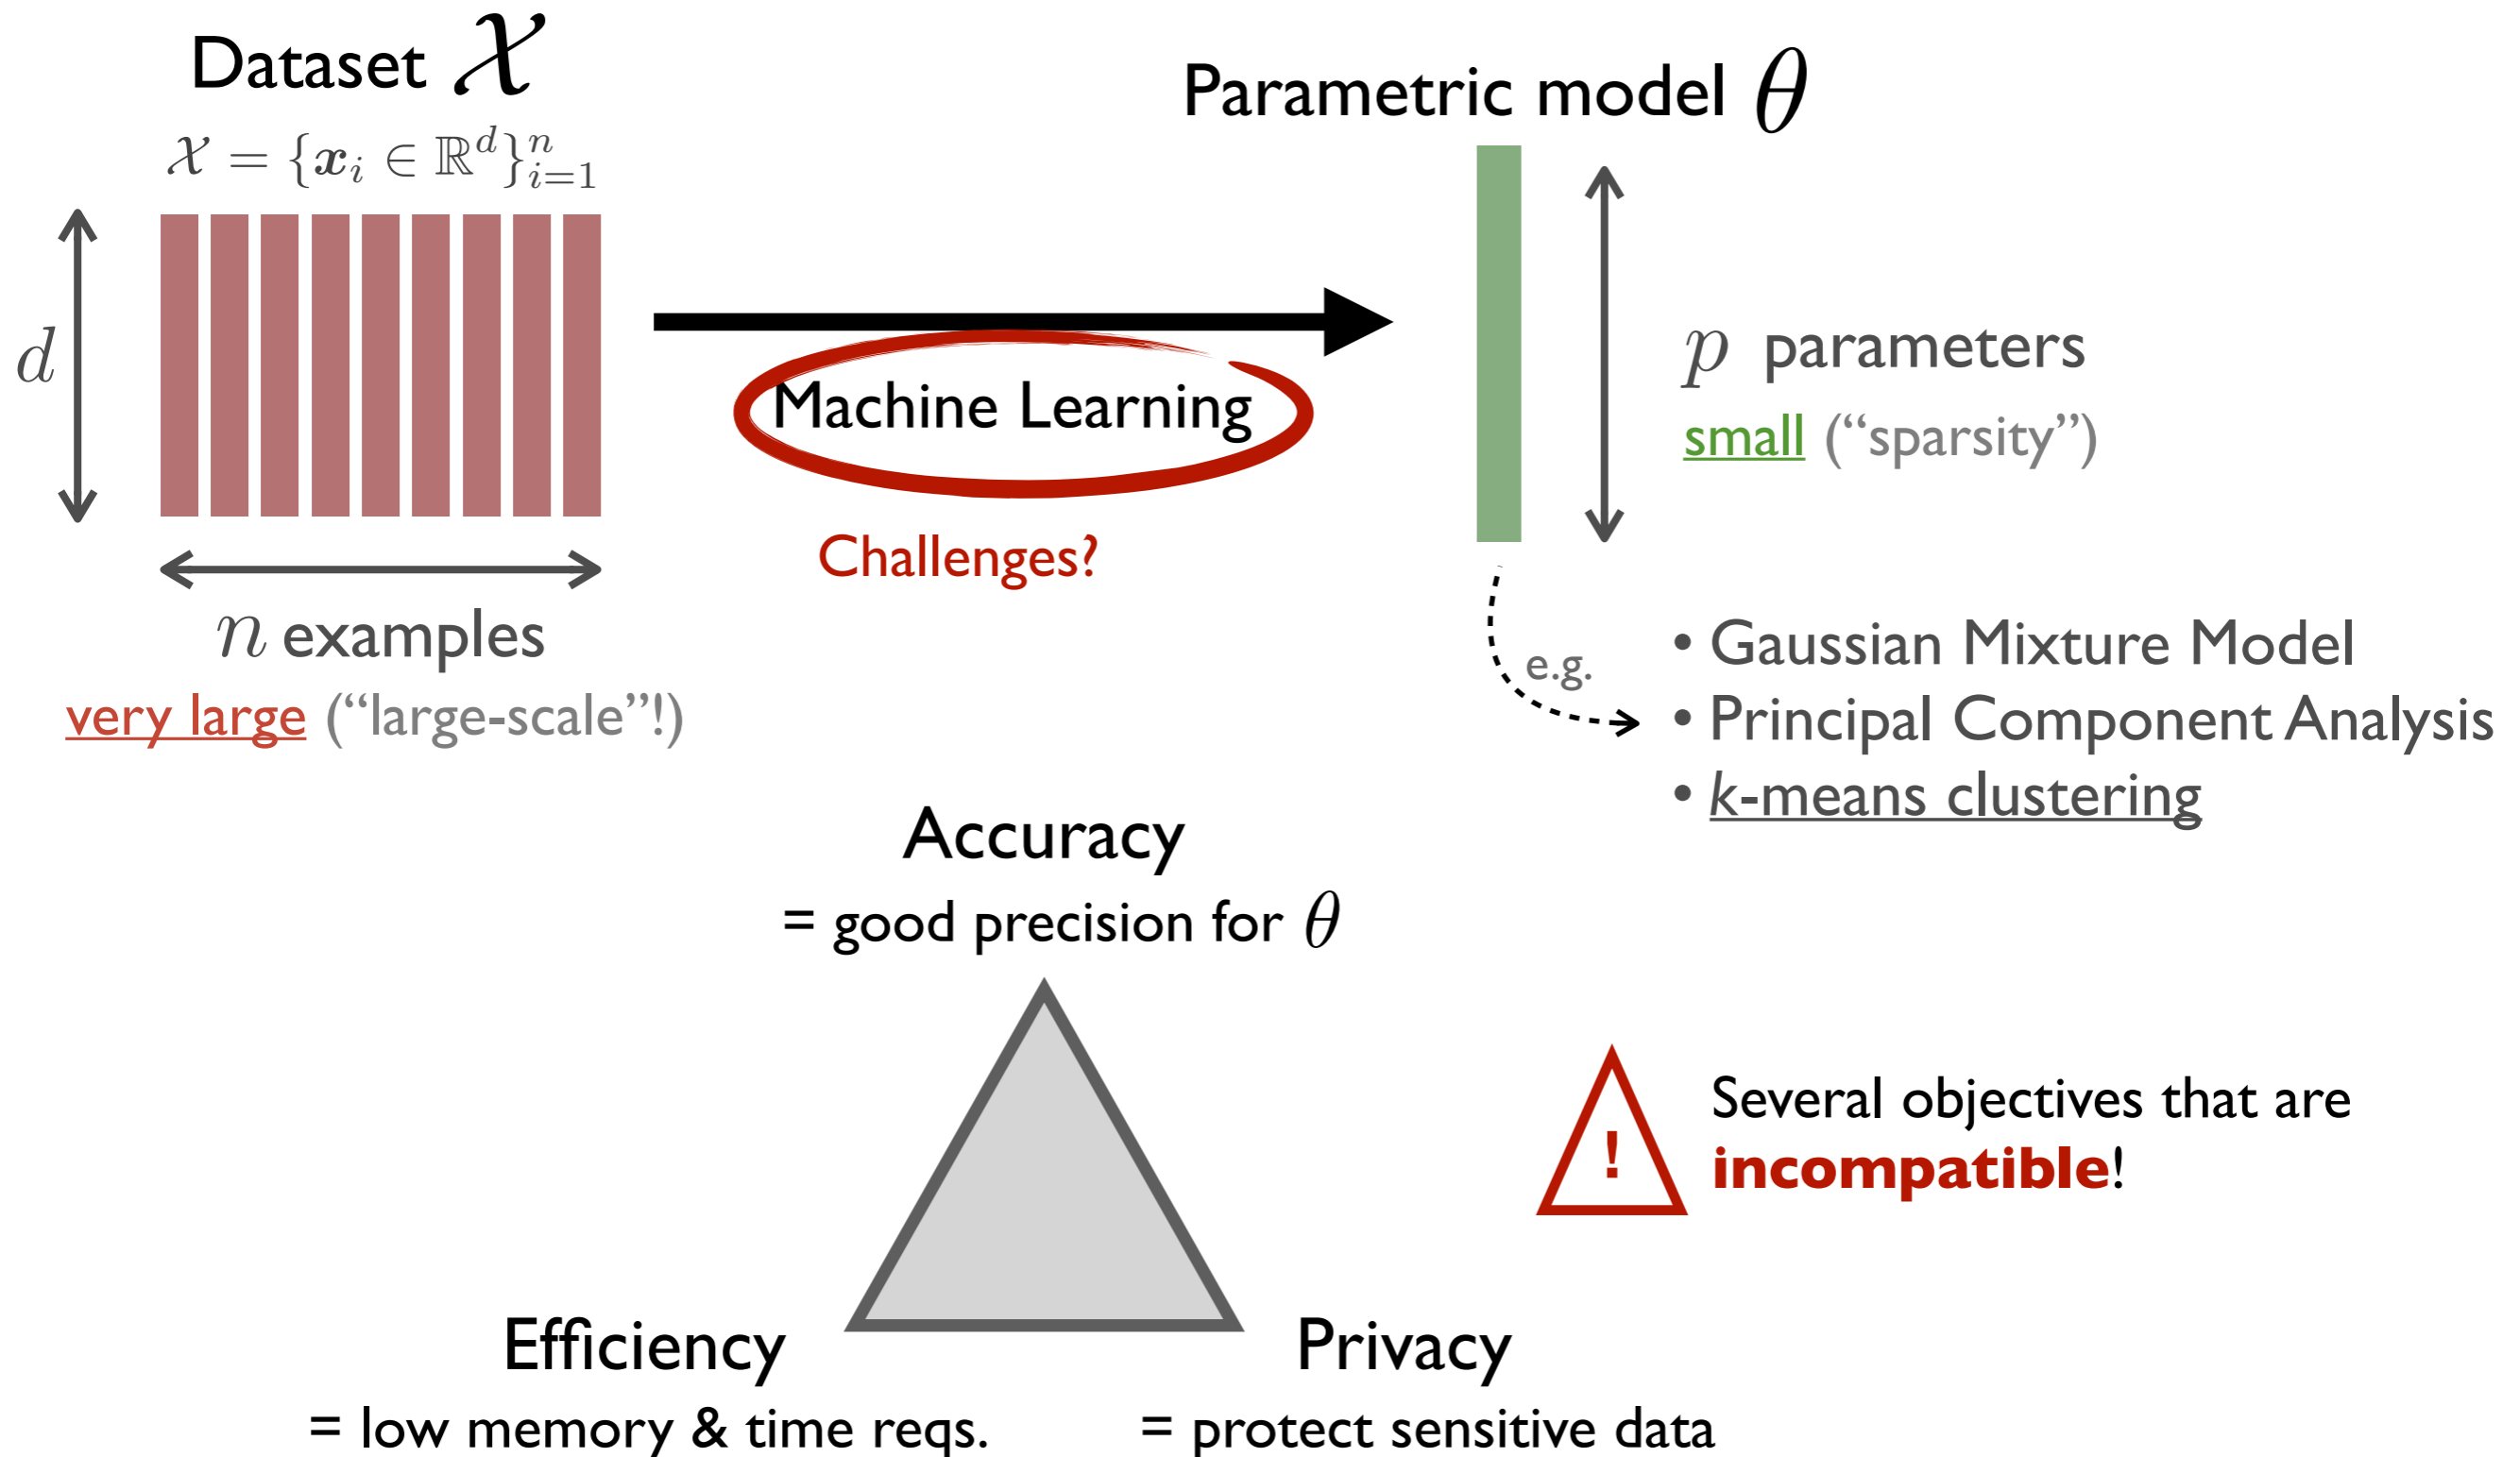 Dataset 𝒳
𝒳 = {𝒙ᵢ ∈ ℝᵈ}ⁿᵢ₌₁
d
n examples
very large (“large-scale”!)
Machine Learning
Challenges?
Parametric model θ
p parameters
small (“sparsity”)
e.g.
• Gaussian Mixture Model
• Principal Component Analysis
• k-means clustering
Accuracy
= good precision for θ
Efficiency
= low memory & time reqs.
Privacy
= protect sensitive data
!
Several objectives that are
incompatible!